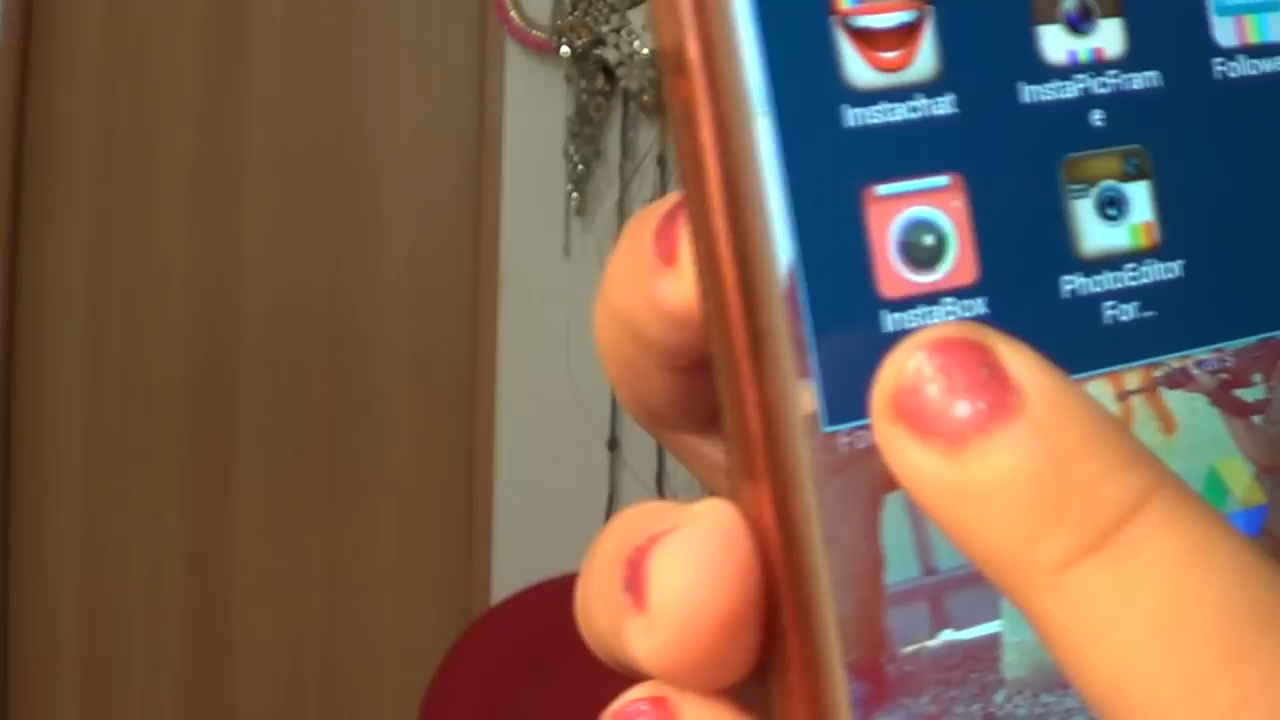 Instachat
InstaPicFram
e
Followe
InstaBox
PhotoEditor
For...